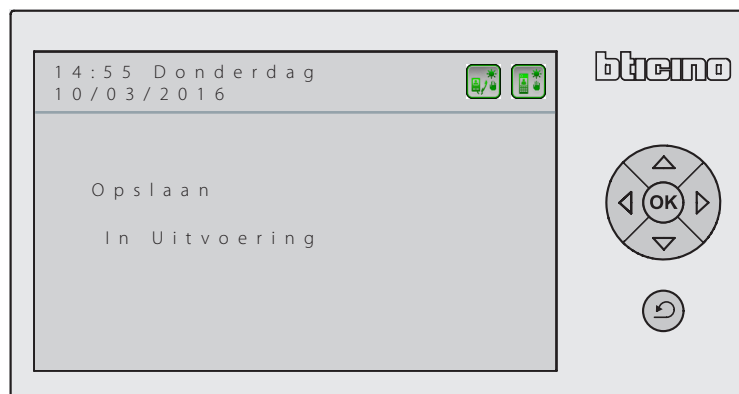 14:55 Donderdag
10/03/2016
bticino
Opslaan
In Uitvoering
OK